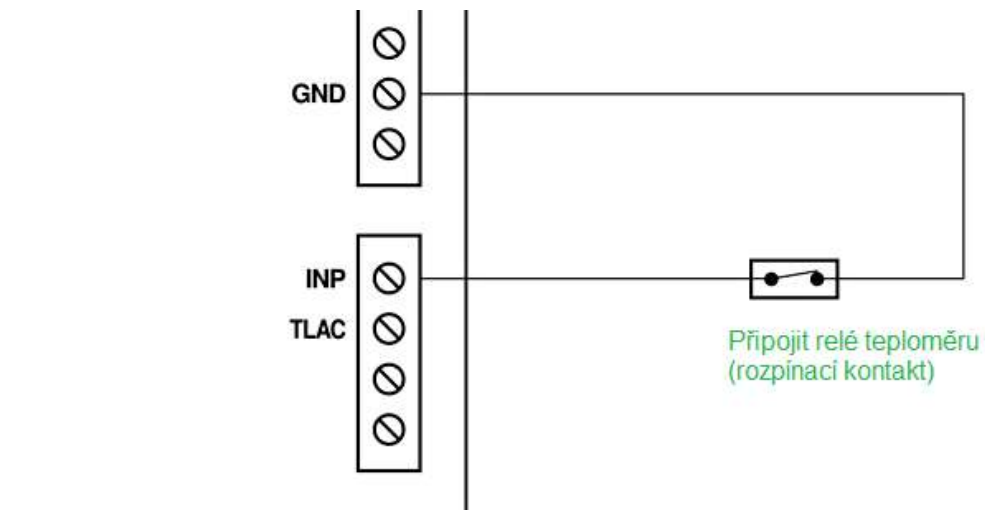 GND
INP
TLAC
Připojit relé teploměru
(rozpínací kontakt)